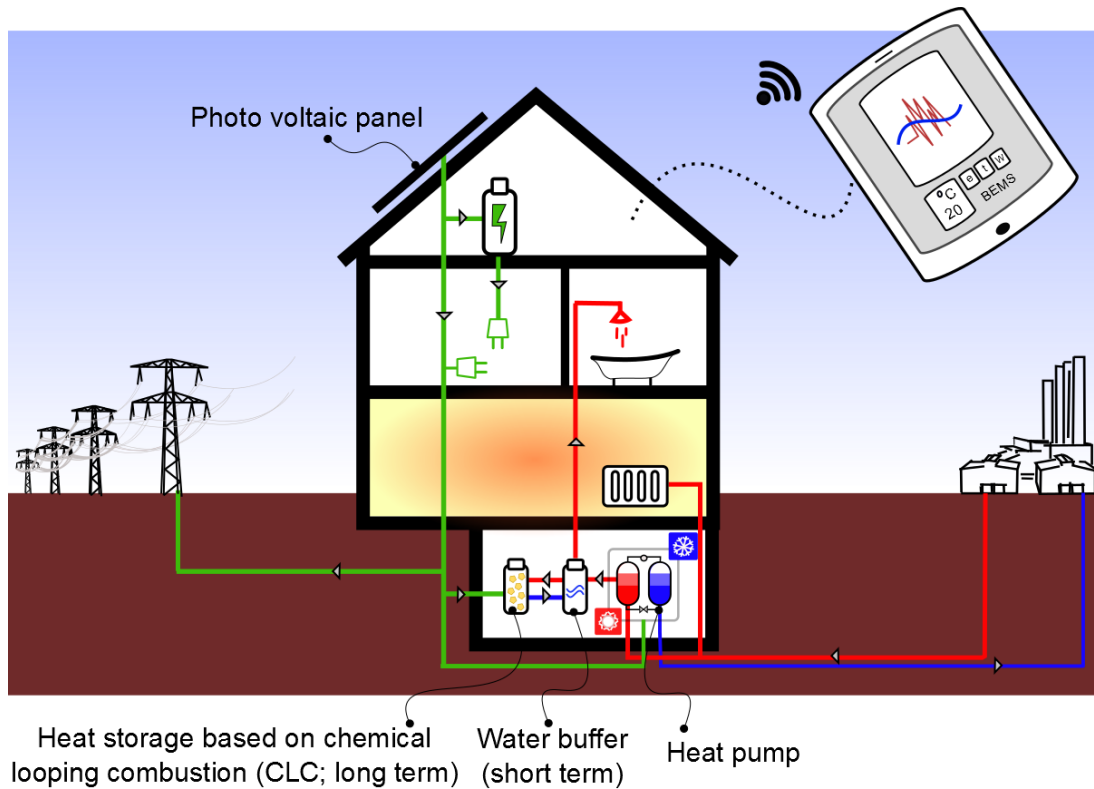 Photo voltaic panel
°C
20
e t w
BEMS
Heat storage based on chemical
looping combustion (CLC; long term)
Water buffer
(short term)
Heat pump